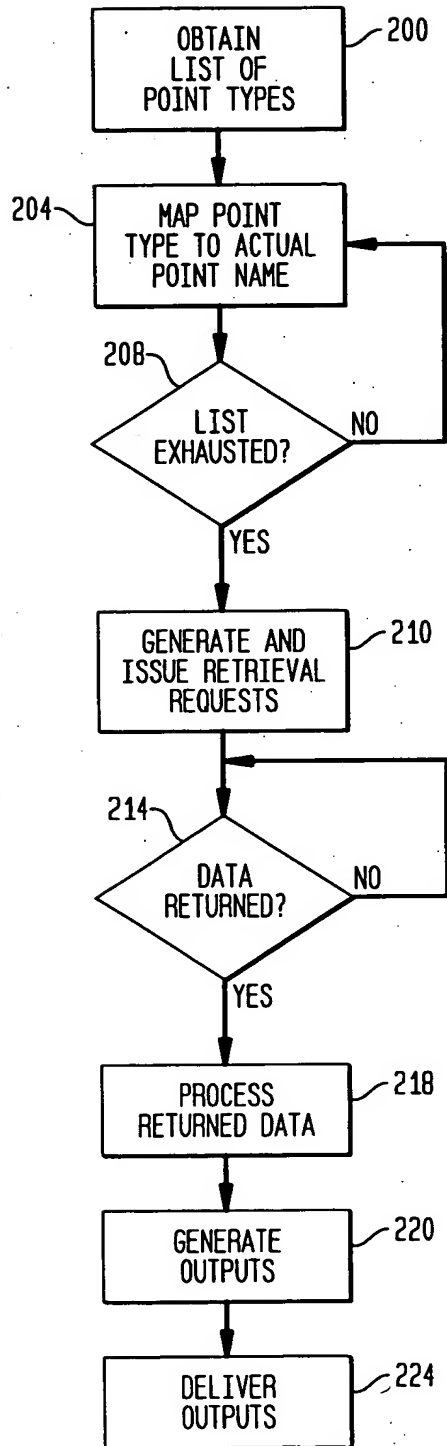 OBTAIN
LIST OF
POINT TYPES
200
204
MAP POINT
TYPE TO ACTUAL
POINT NAME
208
LIST
EXHAUSTED?
NO
YES
GENERATE AND
ISSUE RETRIEVAL
REQUESTS
210
214
DATA
RETURNED?
NO
YES
PROCESS
RETURNED DATA
218
GENERATE
OUTPUTS
220
DELIVER
OUTPUTS
224